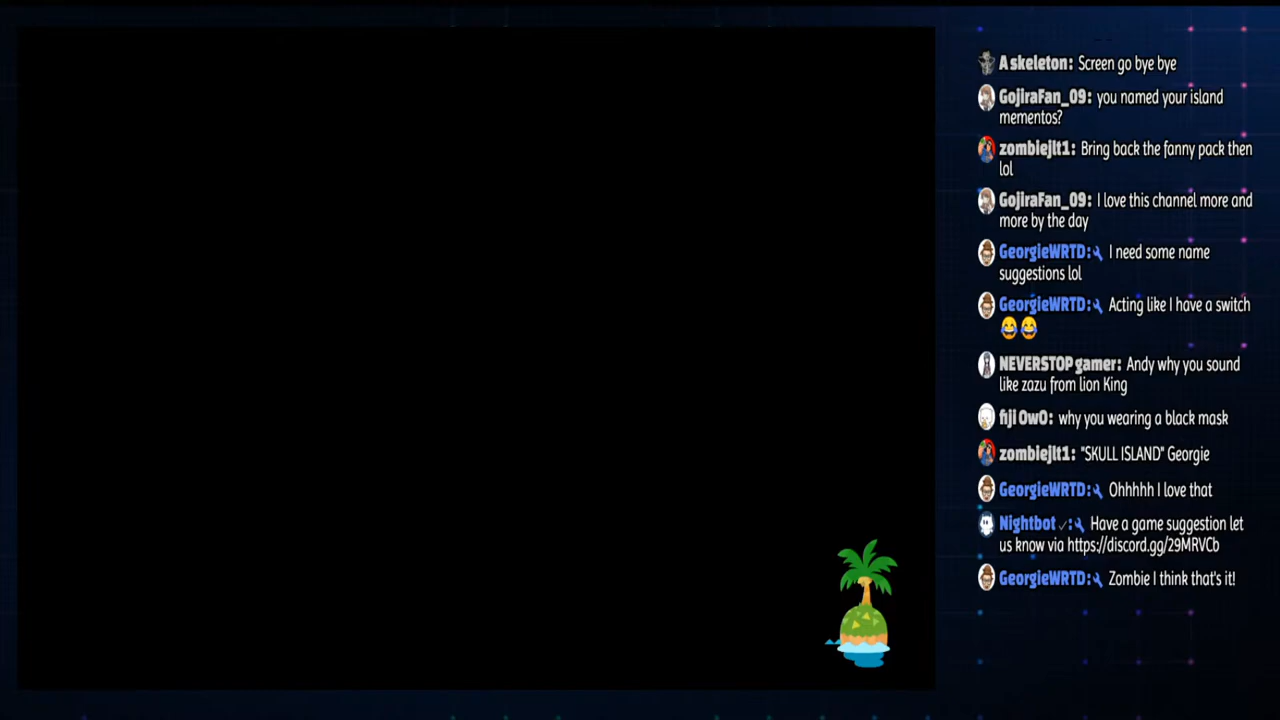 A skeleton: Screen go bye bye
GojiraFan_09: you named your island
mementos?
zombiejlt1: Bring back the fanny pack then
lol
GojiraFan_09: I love this channel more and
more by the day
GeorgieWRTD: I need some name
suggestions lol
GeorgieWRTD: Acting like I have a switch
😂😂
NEVERSTOP gamer: Andy why you sound
like zazu from lion King
fiji OwO: why you wearing a black mask
zombiejlt1: "SKULL ISLAND" Georgie
GeorgieWRTD: Ohhhhh I love that
Nightbot ✓: Have a game suggestion let
us know via https://discord.gg/29MRVCb
GeorgieWRTD: Zombie I think that's it!